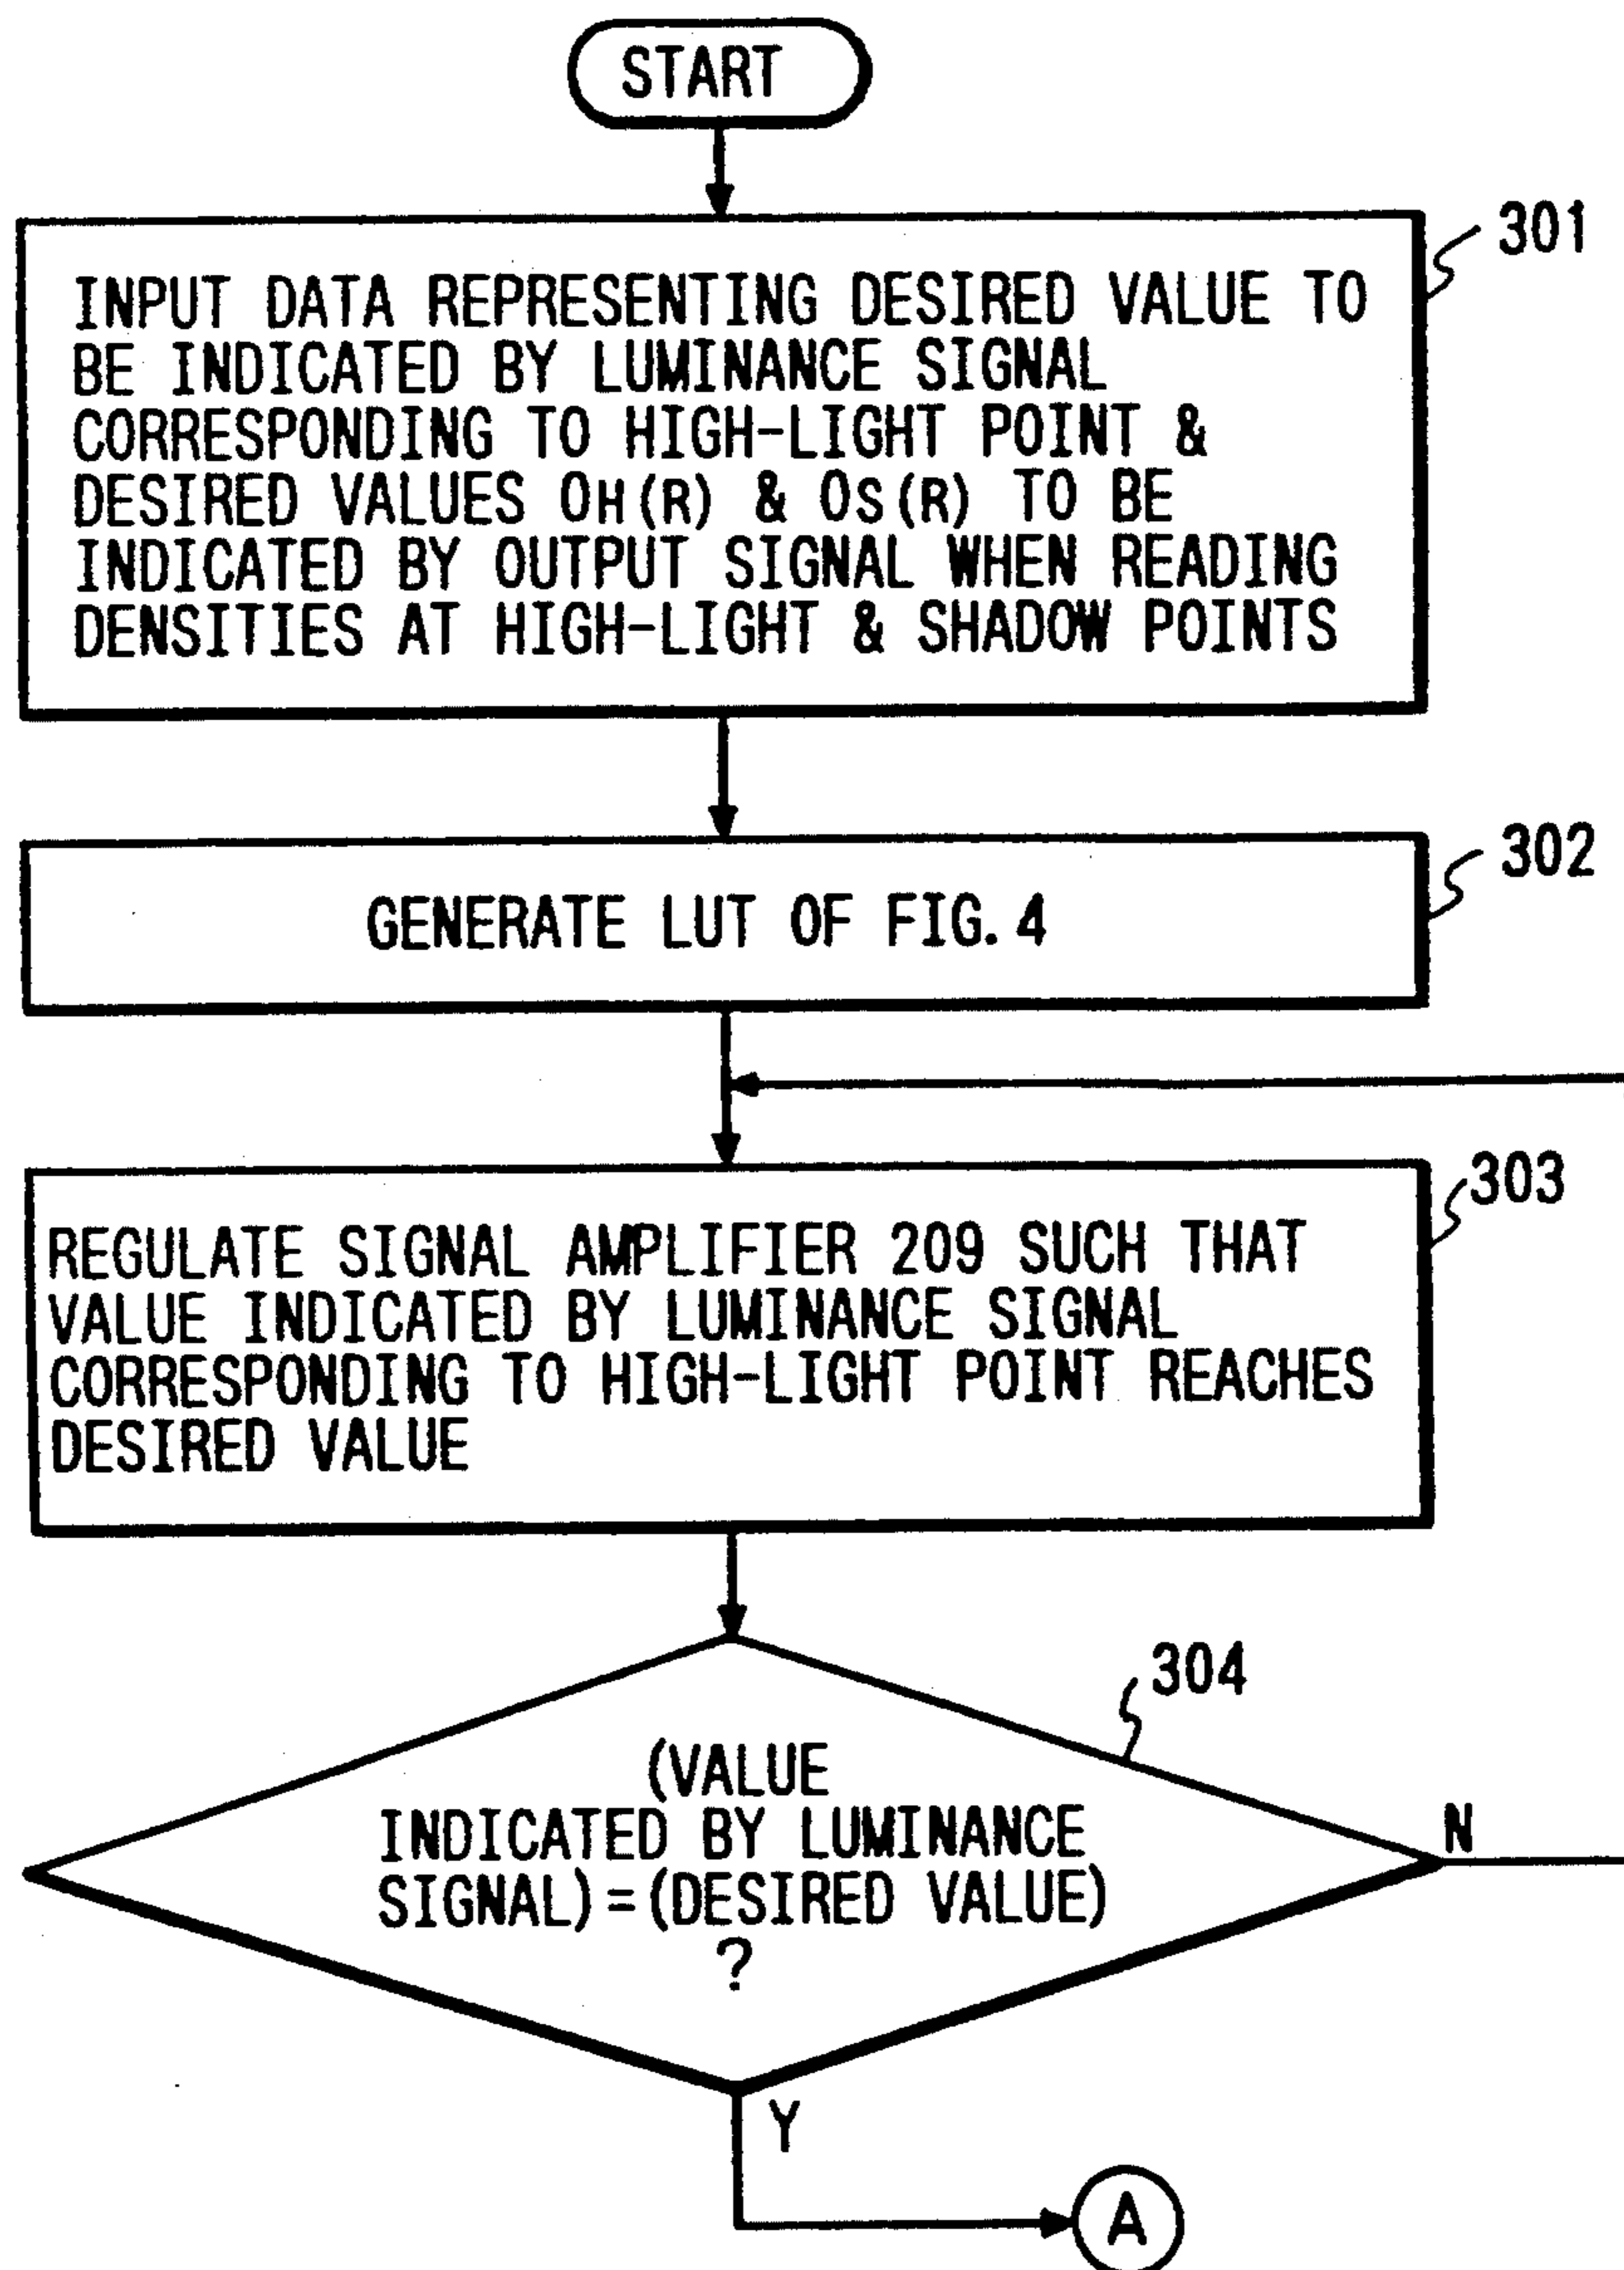 START
301
INPUT DATA REPRESENTING DESIRED VALUE TO
BE INDICATED BY LUMINANCE SIGNAL
CORRESPONDING TO HIGH-LIGHT POINT &
DESIRED VALUES OH(R) & OS(R) TO BE
INDICATED BY OUTPUT SIGNAL WHEN READING
DENSITIES AT HIGH-LIGHT & SHADOW POINTS
302
GENERATE LUT OF FIG. 4
303
REGULATE SIGNAL AMPLIFIER 209 SUCH THAT
VALUE INDICATED BY LUMINANCE SIGNAL
CORRESPONDING TO HIGH-LIGHT POINT REACHES
DESIRED VALUE
304
(VALUE
INDICATED BY LUMINANCE
SIGNAL)=(DESIRED VALUE)
?
N
Y
A